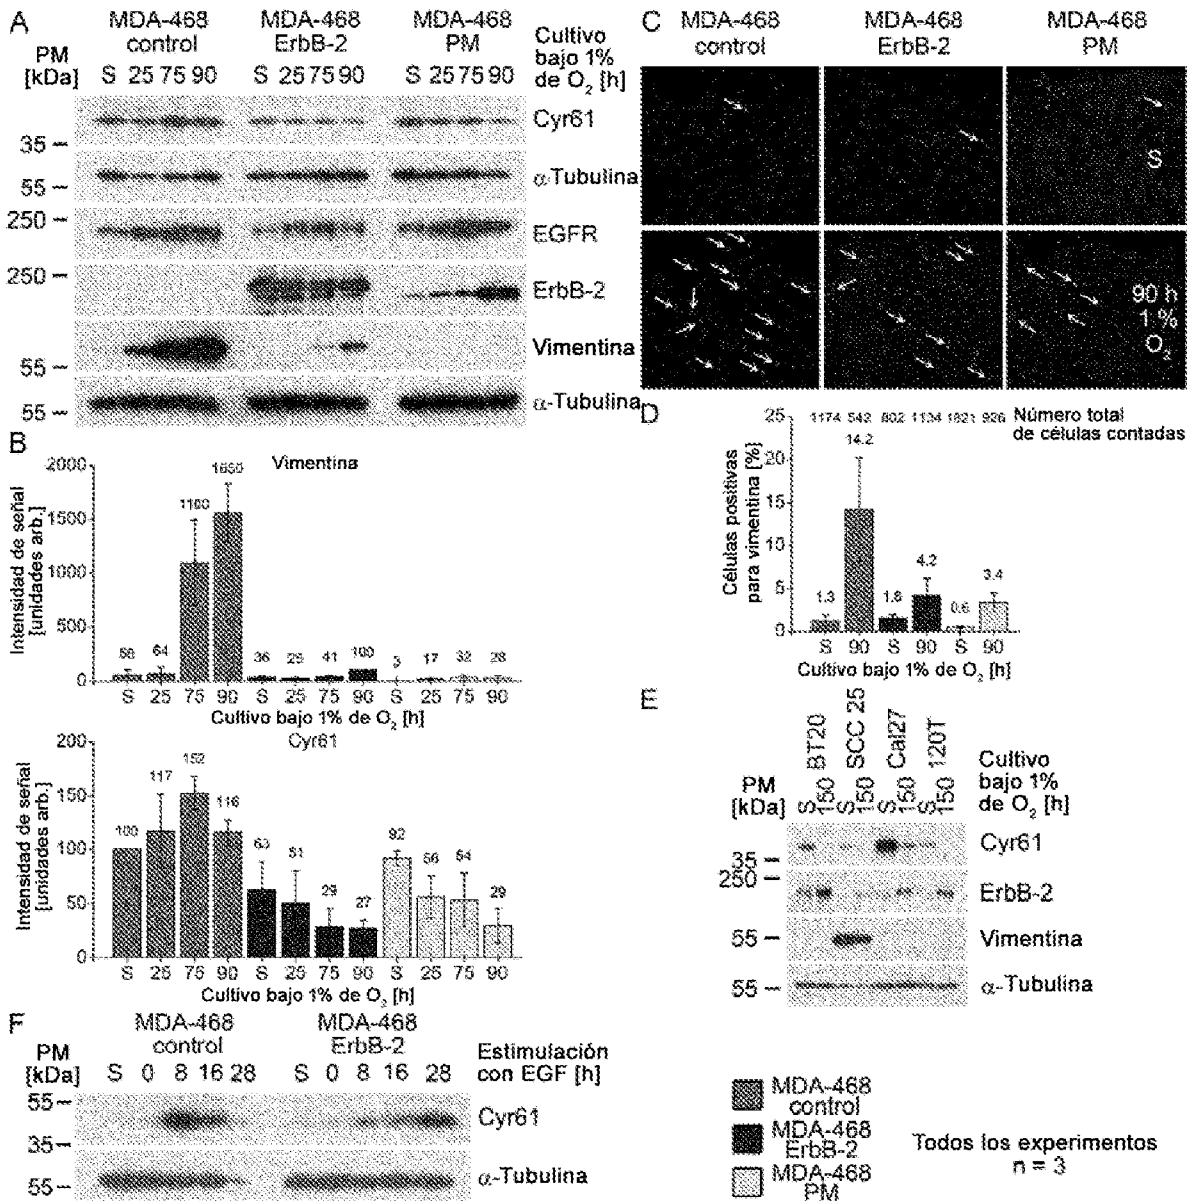 A
MDA-468 control
MDA-468 ErbB-2
MDA-468 PM
PM [kDa]
Cultivo bajo 1% de O2 [h]
S 25 75 90 S 25 75 90 S 25 75 90
Cyr61
35
α-Tubulina
55
250
EGFR
250
ErbB-2
Vimentina
55
α-Tubulina
55
B
Vimentina
Intensidad de señal [unidades arb.]
2000
1500
1000
500
0
64 1100 1650 36 41 100 3 17 32 28
S 25 75 90 S 25 75 90 S 25 75 90
Cultivo bajo 1% de O2 [h]
Cyr61
Intensidad de señal [unidades arb.]
200
150
100
50
0
100 117 152 116 63 51 29 27 92 56 54 29
S 25 75 90 S 25 75 90 S 25 75 90
Cultivo bajo 1% de O2 [h]
C
MDA-468 control
MDA-468 ErbB-2
MDA-468 PM
S
90 h
1 %
O2
D
Número total de células contadas
1174 542 802 1134 1821 926
Células positivas para vimentina [%]
25
20
15
10
5
0
1.3 14.2 1.6 4.2 0.6 3.4
S 90 S 90 S 90
Cultivo bajo 1% de O2 [h]
E
BT20
SCC 25
Cal27
120T
PM [kDa]
S 150 S 150 S 150 S 150
Cultivo bajo 1% de O2 [h]
Cyr61
35
250
ErbB-2
55
Vimentina
55
α-Tubulina
F
MDA-468 control
MDA-468 ErbB-2
PM [kDa]
S 0 8 16 28 S 0 8 16 28
Estimulación con EGF [h]
55
Cyr61
35
55
α-Tubulina
MDA-468 control
MDA-468 ErbB-2
MDA-468 PM
Todos los experimentos
n = 3